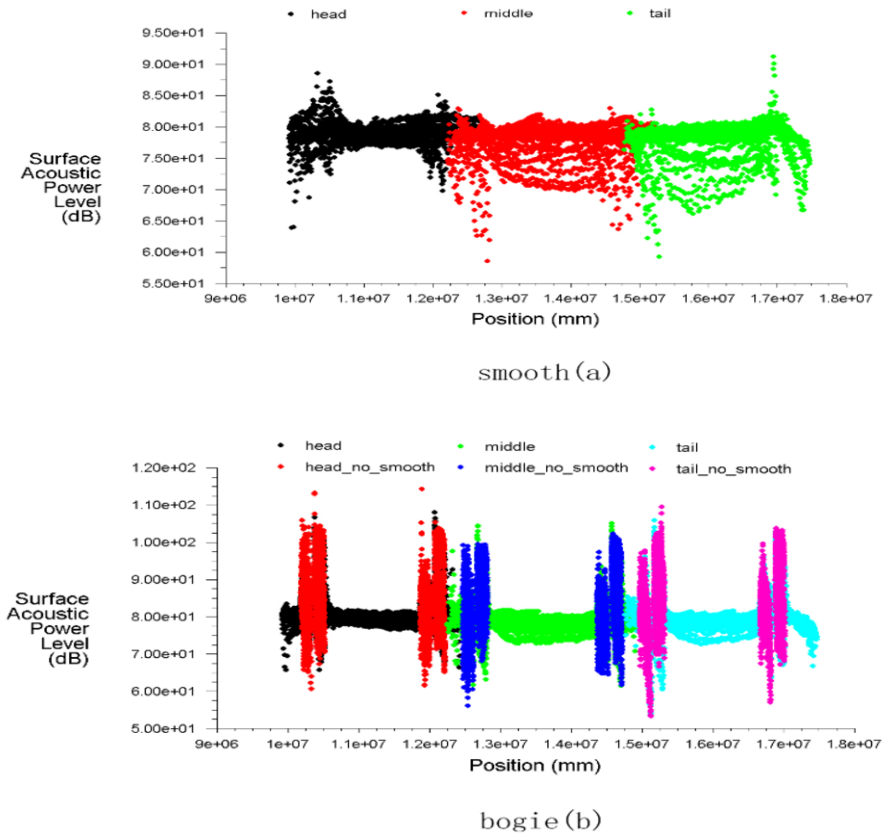 head middle tail
9.50e+01
9.00e+01
8.50e+01
8.00e+01
7.50e+01
7.00e+01
6.50e+01
6.00e+01
5.50e+01
Surface
Acoustic
Power
Level
(dB)
9e+06 10e+07 1.1e+07 1.2e+07 1.3e+07 1.4e+07 1.5e+07 1.6e+07 1.7e+07 1.8e+07
Position (mm)
smooth(a)
head middle tail
head_no_smooth middle_no_smooth tail_no_smooth
1.20e+02
1.10e+02
1.00e+02
9.00e+01
8.00e+01
7.00e+01
6.00e+01
5.00e+01
Surface
Acoustic
Power
Level
(dB)
9e+06 10e+07 1.1e+07 1.2e+07 1.3e+07 1.4e+07 1.5e+07 1.6e+07 1.7e+07 1.8e+07
Position (mm)
bogie(b)